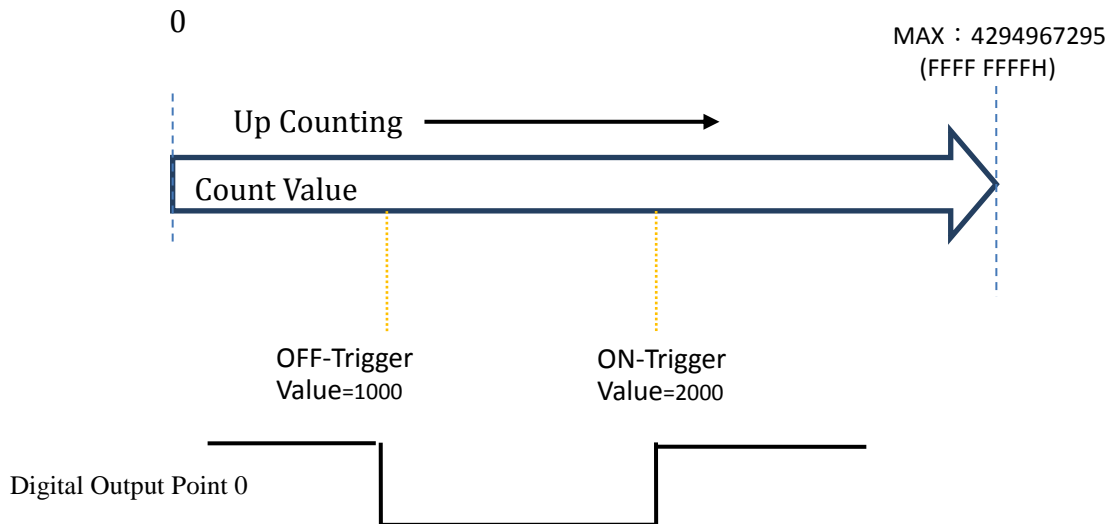 0
MAX：4294967295
(FFFF FFFFH)
Up Counting
Count Value
OFF-Trigger
Value=1000
ON-Trigger
Value=2000
Digital Output Point 0